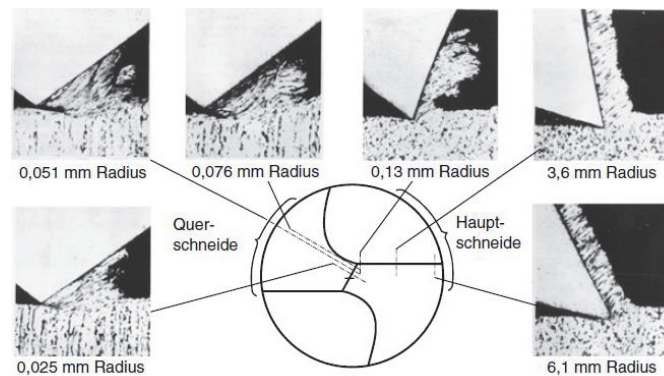 0,051 mm Radius
0,076 mm Radius
0,13 mm Radius
3,6 mm Radius
Quer-
schneide
Haupt-
schneide
0,025 mm Radius
6,1 mm Radius